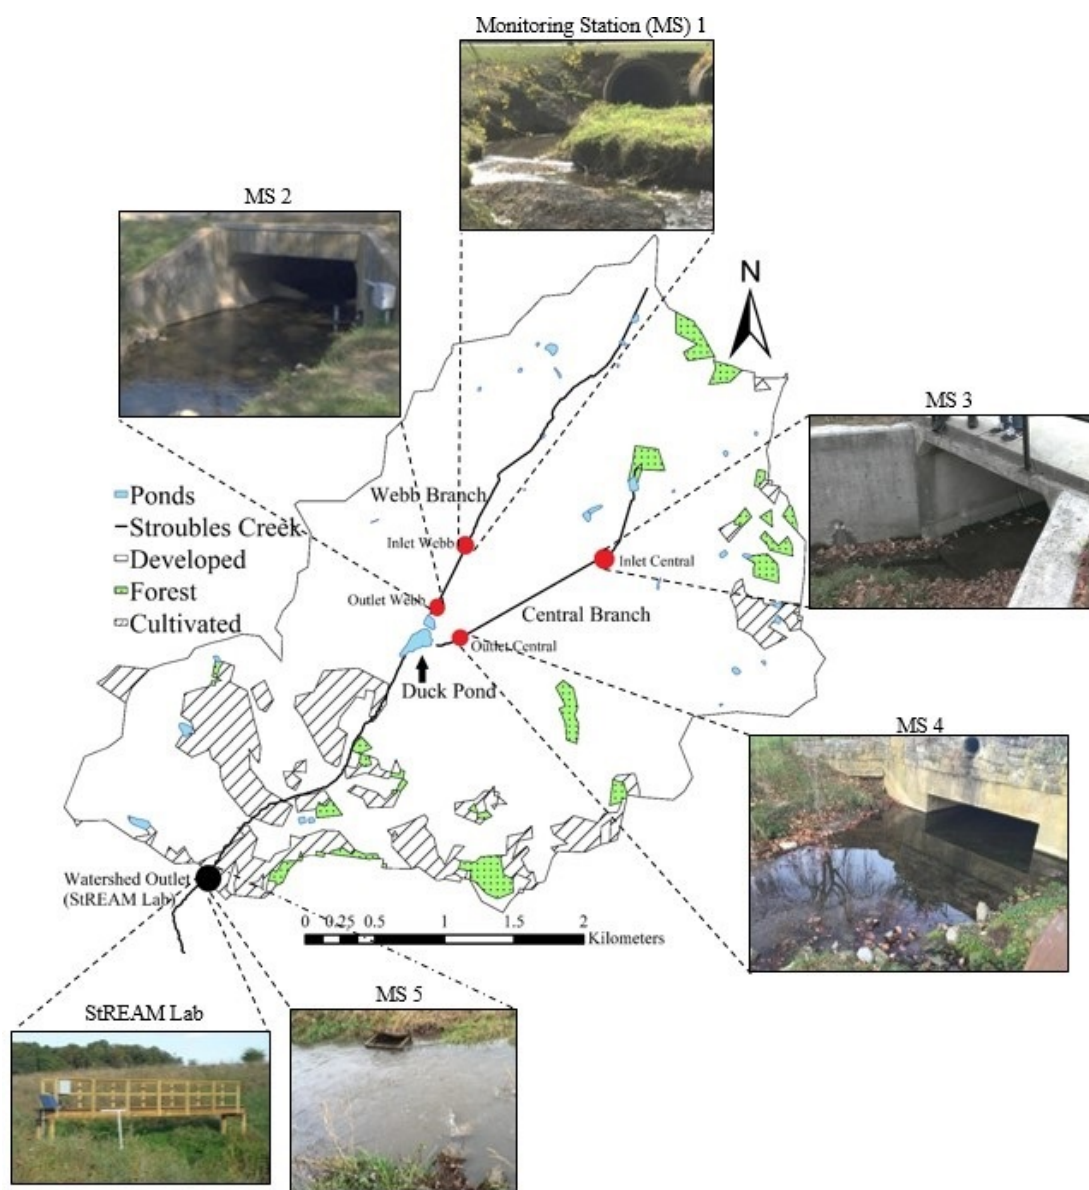 Monitoring Station (MS) 1
MS 2
N
MS 3
Ponds
Stroubles Creek
Developed
Forest
Cultivated
Webb Branch
Inlet Webb
Inlet Central
Outlet Webb
Central Branch
Outlet Central
Duck Pond
MS 4
Watershed Outlet
(StREAM Lab)
0 0.25 0.5 1 1.5 2
Kilometers
StREAM Lab
MS 5